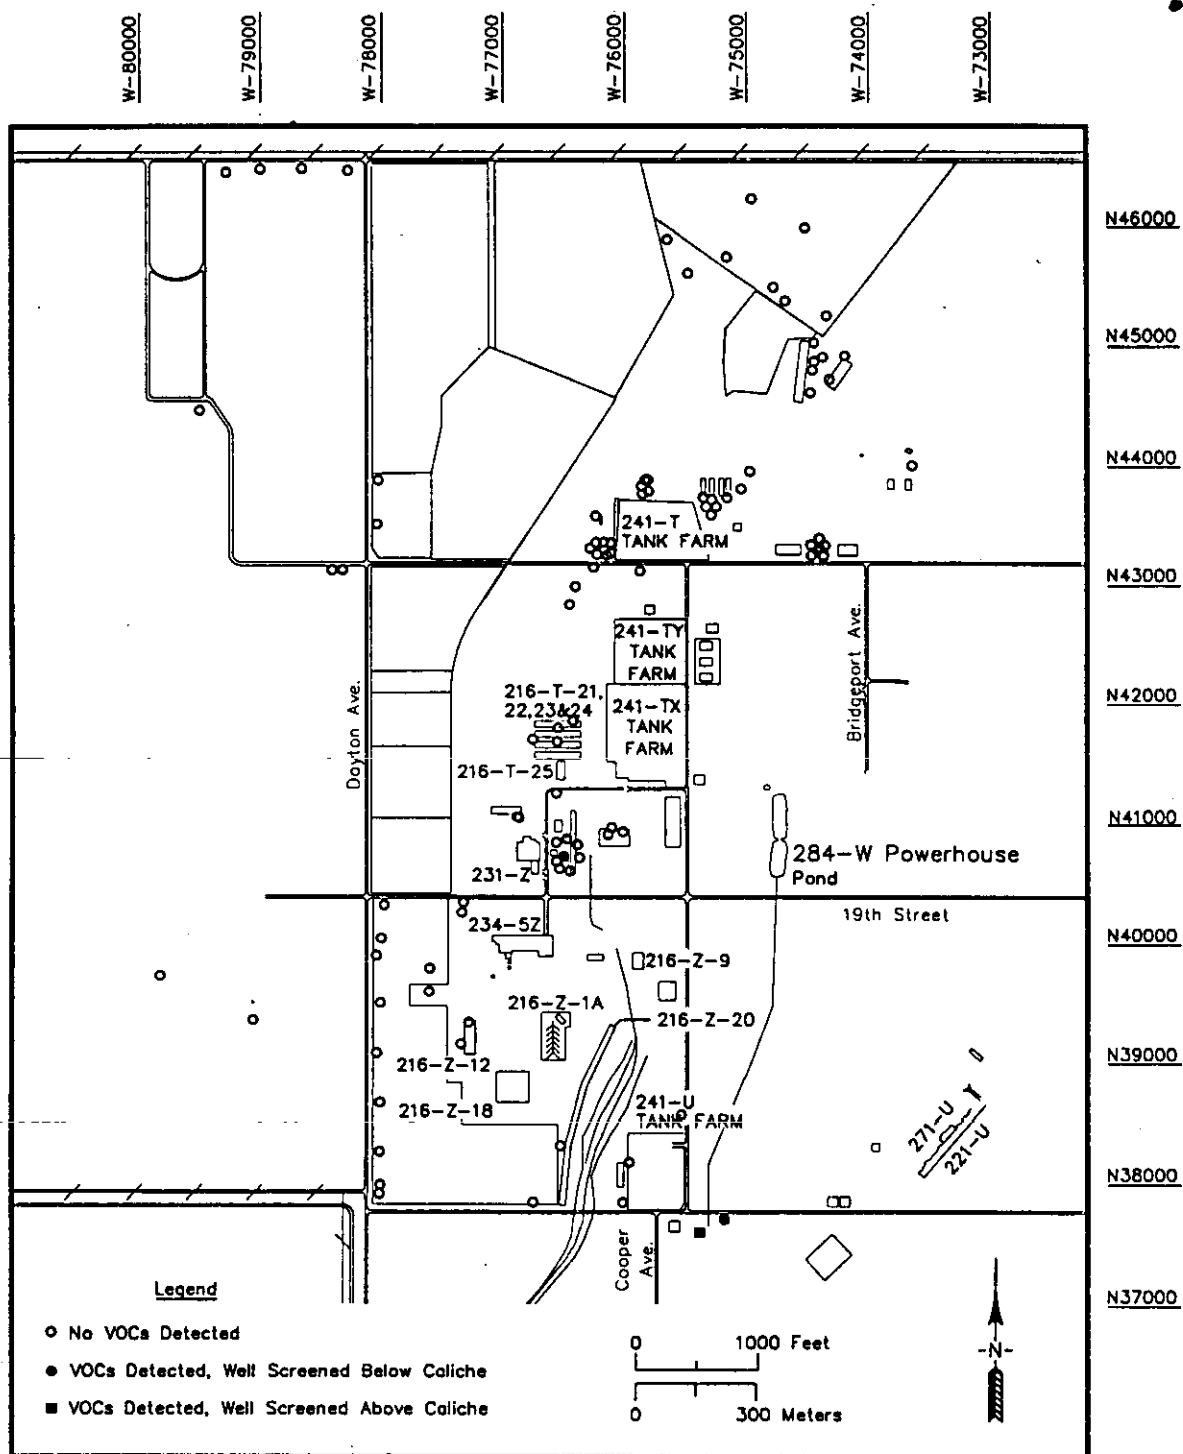 W-80000
W-79000
W-78000
W-77000
W-76000
W-75000
W-74000
W-73000
N46000
N45000
N44000
241-T
TANK FARM
N43000
241-TY
TANK
FARM
Bridgeport Ave.
Dayton Ave.
216-T-21,
22,23&24
241-TX
TANK
FARM
N42000
216-T-25
N41000
284-W Powerhouse
Pond
231-Z
19th Street
234-5Z
N40000
216-Z-9
216-Z-1A
216-Z-20
N39000
216-Z-12
216-Z-18
241-U
TANK FARM
271-U
221-U
N38000
Cooper
Ave.
N37000
Legend
No VOCs Detected
VOCs Detected, Well Screened Below Caliche
VOCs Detected, Well Screened Above Caliche
0 1000 Feet
0 300 Meters
-N-